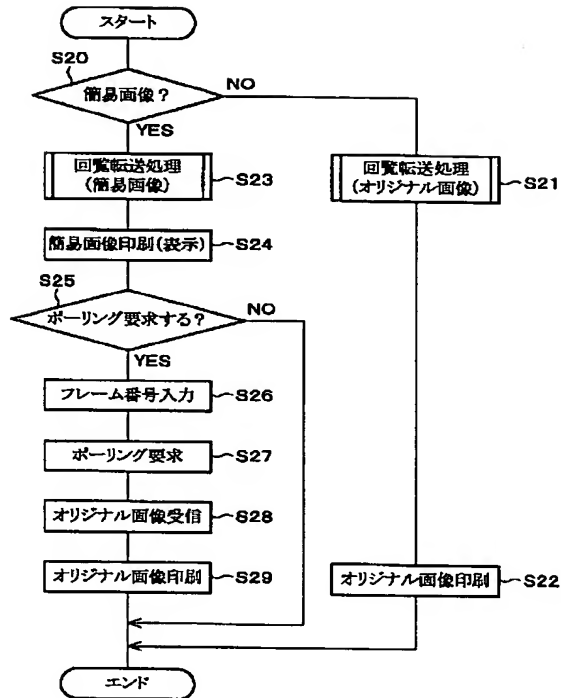 スタート
S20
簡易画像?
NO
YES
回覧転送処理
(簡易画像)
S23
回覧転送処理
(オリジナル画像)
S21
簡易画像印刷(表示)
S24
S25
ポーリング要求する?
NO
YES
フレーム番号入力
S26
ポーリング要求
S27
オリジナル画像受信
S28
オリジナル画像印刷
S29
オリジナル画像印刷
S22
エンド